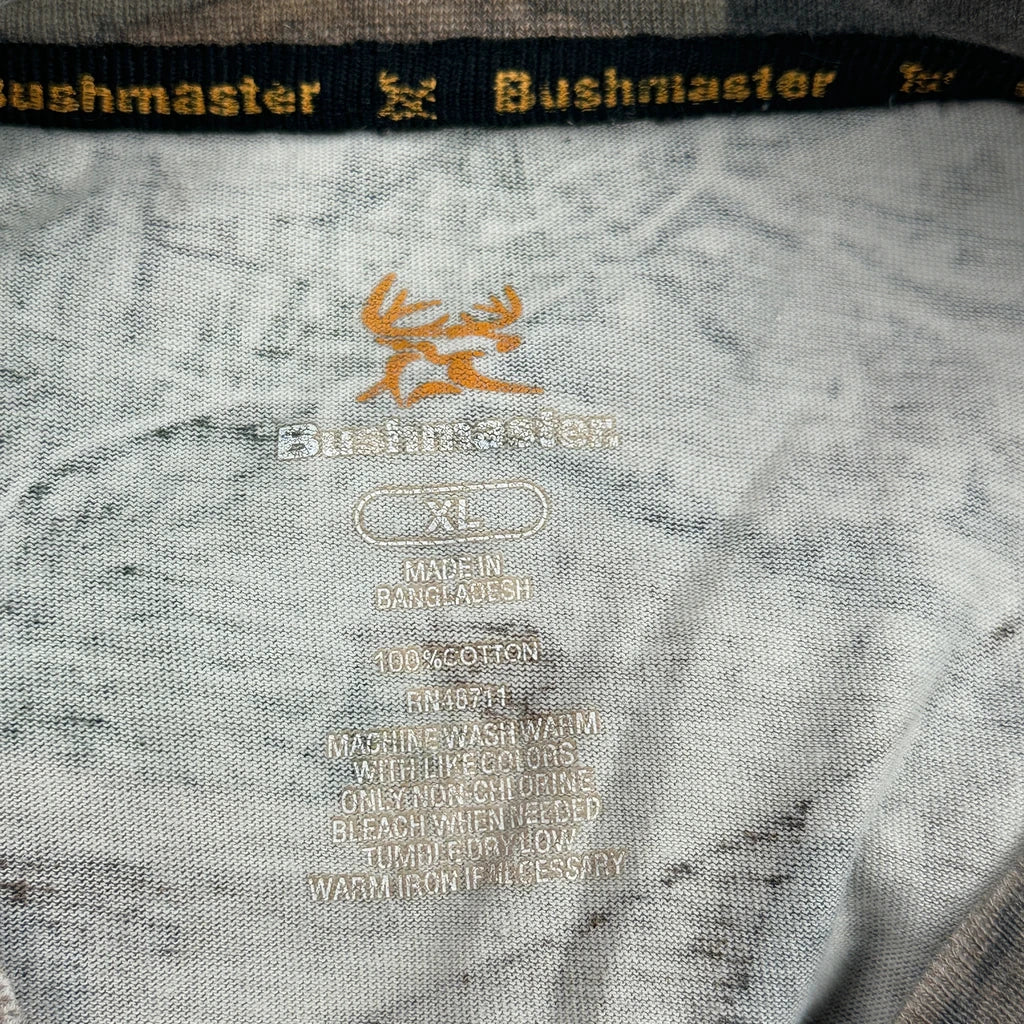 Bushmaster Bushmaster
Bushmaster
XL
MADE IN
BANGLADESH
100%COTTON
RN48711
MACHINE WASH WARM
WITH LIKE COLORS
ONLY NON-CHLORINE
BLEACH WHEN NEEDED
TUMBLE DRY LOW
WARM IRON IF NECESSARY